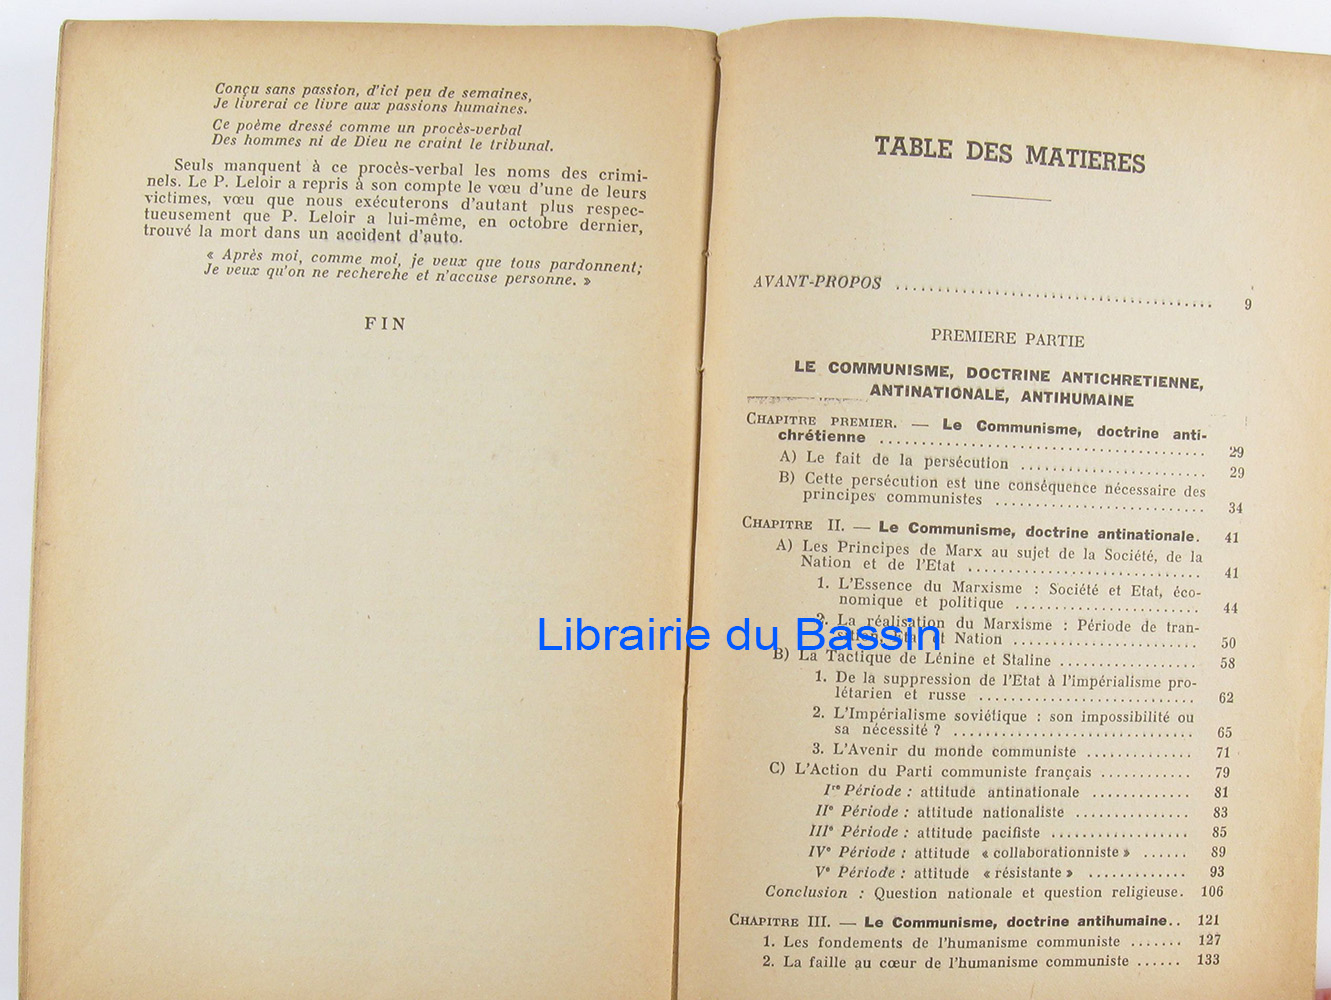 Conçu sans passion, d'ici peu de semaines,
Je livrerai ce livre aux passions humaines.
Ce poème dressé comme un procès-verbal
Des hommes ni de Dieu ne craint le tribunal.
Seuls manquent à ce procès-verbal les noms des crimi-
nels. Le P. Leloir a repris à son compte le vœu d'une de leurs
victimes, vœu que nous exécuterons d'autant plus respec-
tueusement que P. Leloir a lui-même, en octobre dernier,
trouvé la mort dans un accident d'auto.
« Après moi, comme moi, je veux que tous pardonnent;
Je veux qu'on ne recherche et n'accuse personne. »
FIN
TABLE DES MATIERES
AVANT-PROPOS ........................................ 9
PREMIERE PARTIE
LE COMMUNISME, DOCTRINE ANTICHRETIENNE,
ANTINATIONALE, ANTIHUMAINE
CHAPITRE PREMIER. — Le Communisme, doctrine anti-
chrétienne ........................................ 29
A) Le fait de la persécution ........................ 29
B) Cette persécution est une conséquence nécessaire des
principes communistes ........................ 34
CHAPITRE II. — Le Communisme, doctrine antinationale. 41
A) Les Principes de Marx au sujet de la Société, de la
Nation et de l'Etat ........................ 41
1. L'Essence du Marxisme : Société et Etat, éco-
nomique et politique ........................ 44
2. La réalisation du Marxisme : Période de tran-
sition, Etat et Nation ........................ 50
Librairie du Bassin
B) La Tactique de Lénine et Staline .................. 58
1. De la suppression de l'Etat à l'impérialisme pro-
létarien et russe ........................ 62
2. L'Impérialisme soviétique : son impossibilité ou
sa nécessité ? ........................ 65
3. L'Avenir du monde communiste ............. 71
C) L'Action du Parti communiste français ............ 79
Ire Période : attitude antinationale ............. 81
IIe Période : attitude nationaliste ............... 83
IIIe Période : attitude pacifiste .................. 85
IVe Période : attitude « collaborationniste » ...... 89
Ve Période : attitude « résistante » ............. 93
Conclusion : Question nationale et question religieuse. 106
CHAPITRE III. — Le Communisme, doctrine antihumaine.. 121
1. Les fondements de l'humanisme communiste ....... 127
2. La faille au cœur de l'humanisme communiste ...... 133